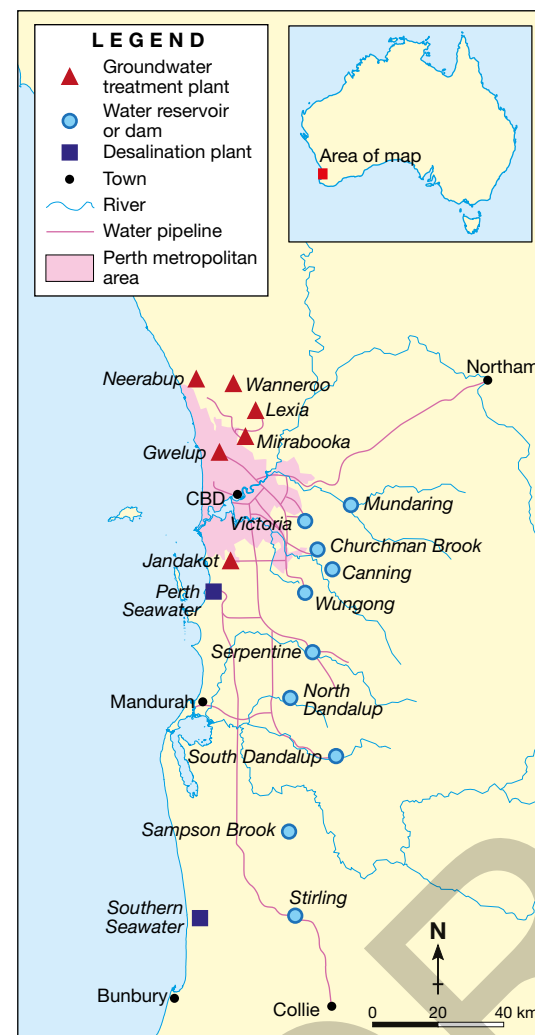 LEGEND
Groundwater
treatment plant
Water reservoir
or dam
Desalination plant
Town
River
Water pipeline
Perth metropolitan
area
Area of map
Northam
Neerabup
Wanneroo
Lexia
Mirrabooka
Gwelup
CBD
Mundaring
Victoria
Churchman Brook
Jandakot
Canning
Perth
Seawater
Wungong
Serpentine
Mandurah
North
Dandalup
South Dandalup
Sampson Brook
Southern
Seawater
Stirling
N
Bunbury
Collie
0 20 40 km